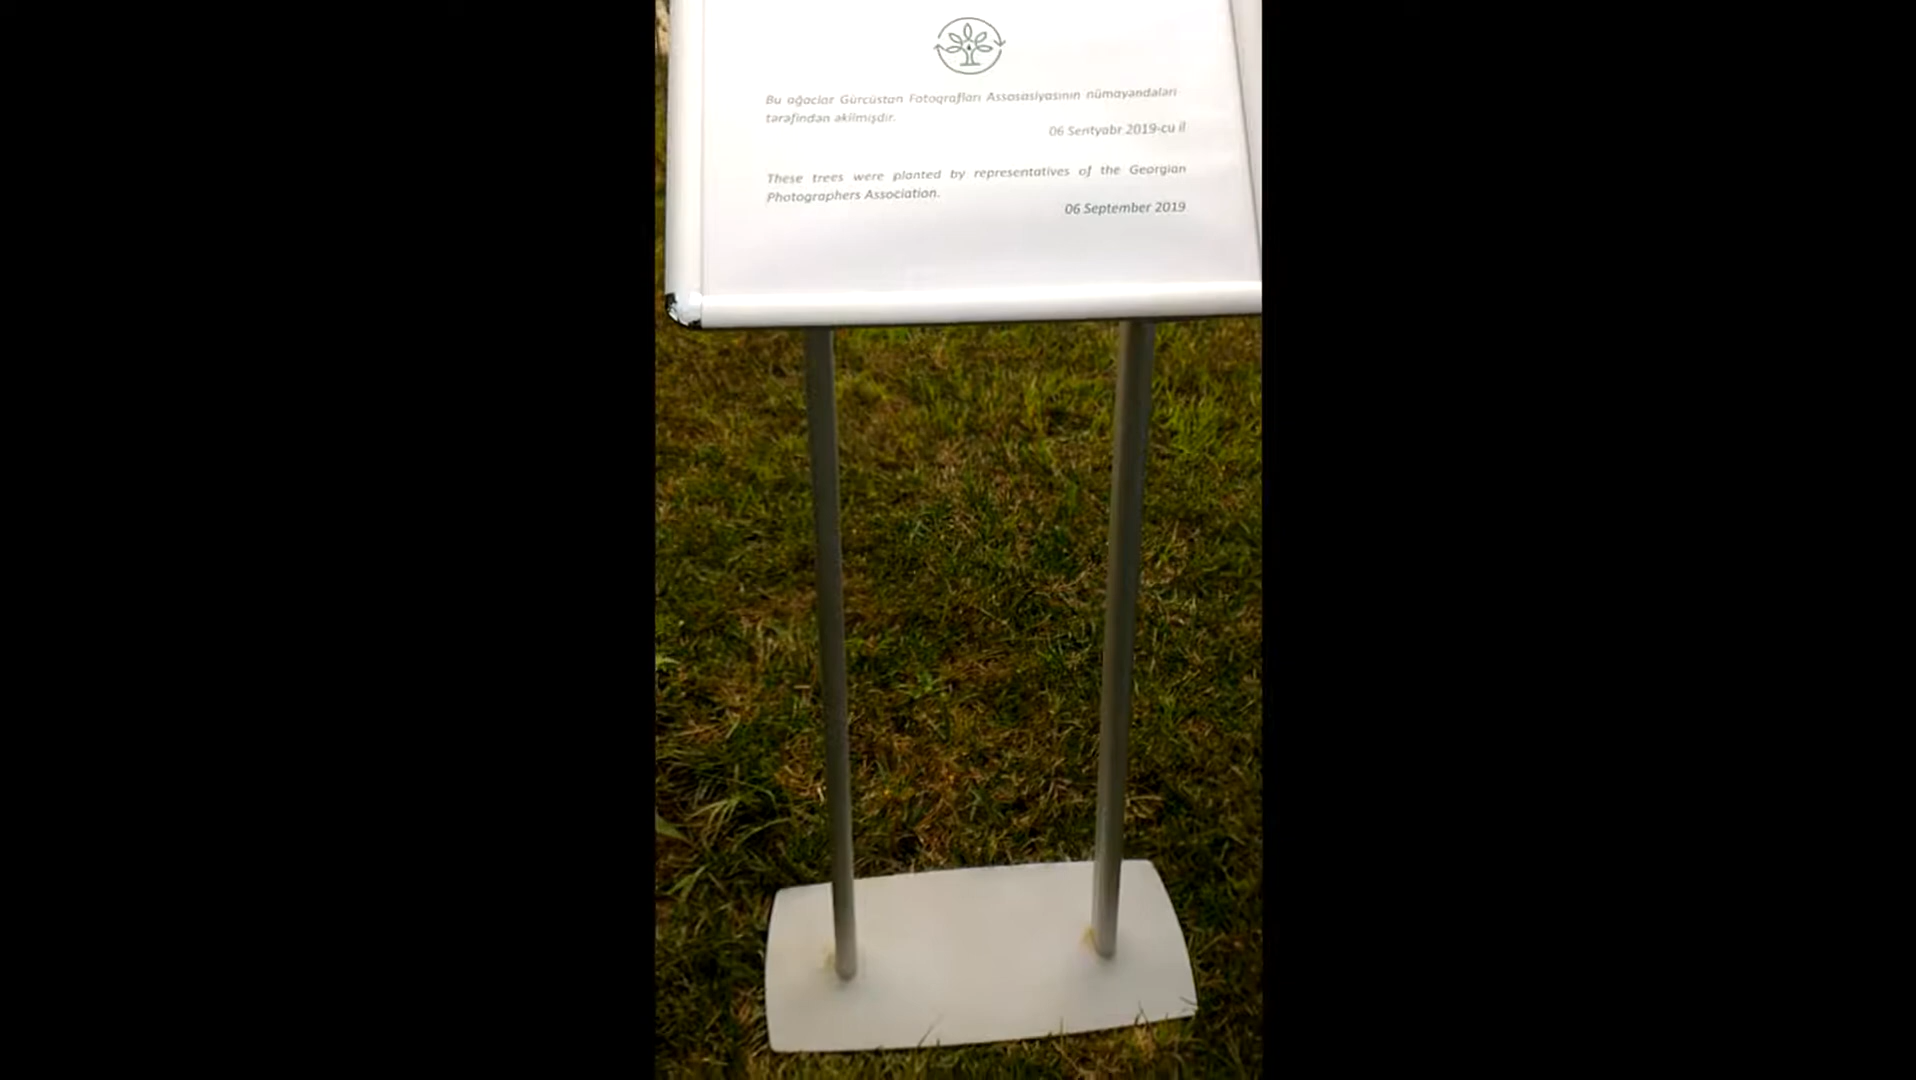 Bu ağaclar Gürcüstan Fotoqrafları Assosasiyasının nümayəndələri
tərəfindən əkilmişdir.
06 Sentyabr 2019-cu il
These trees were planted by representatives of the Georgian
Photographers Association.
06 September 2019